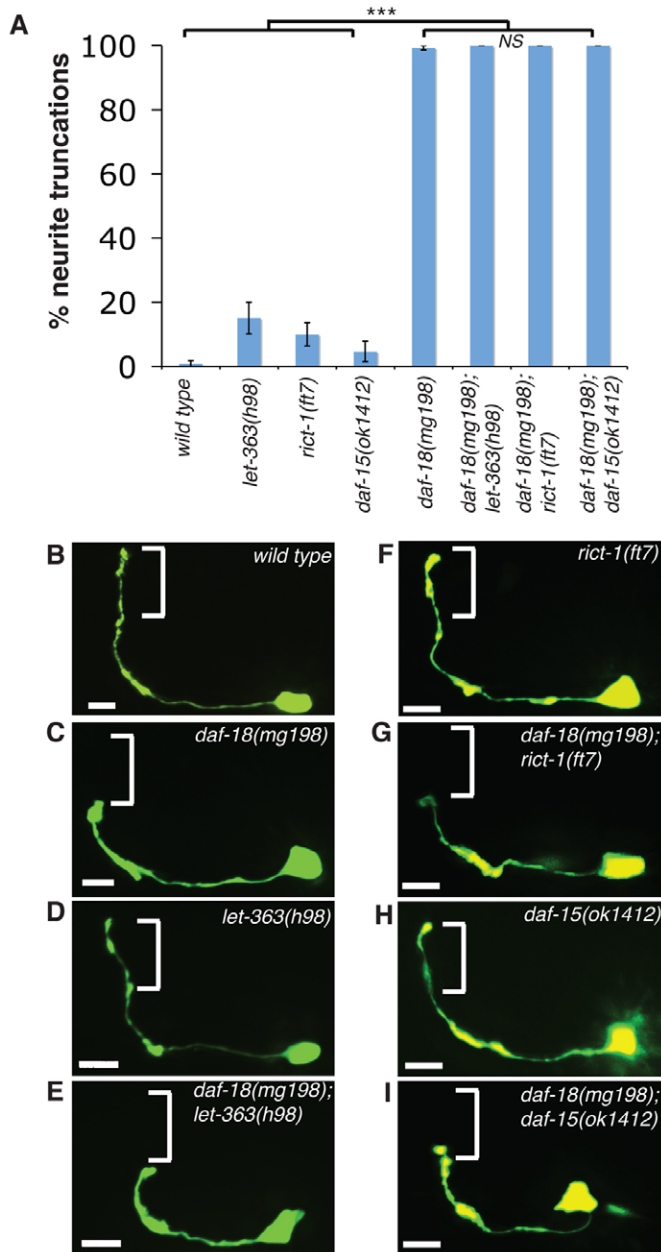 A
***
NS
% neurite truncations
100
80
60
40
20
0
wild type
let-363(h98)
rict-1(ft7)
daf-15(ok1412)
daf-18(mg198)
daf-18(mg198);
let-363(h98)
daf-18(mg198);
rict-1(ft7)
daf-18(mg198);
daf-15(ok1412)
B
wild type
C
daf-18(mg198)
D
let-363(h98)
E
daf-18(mg198);
let-363(h98)
F
rict-1(ft7)
G
daf-18(mg198);
rict-1(ft7)
H
daf-15(ok1412)
I
daf-18(mg198);
daf-15(ok1412)